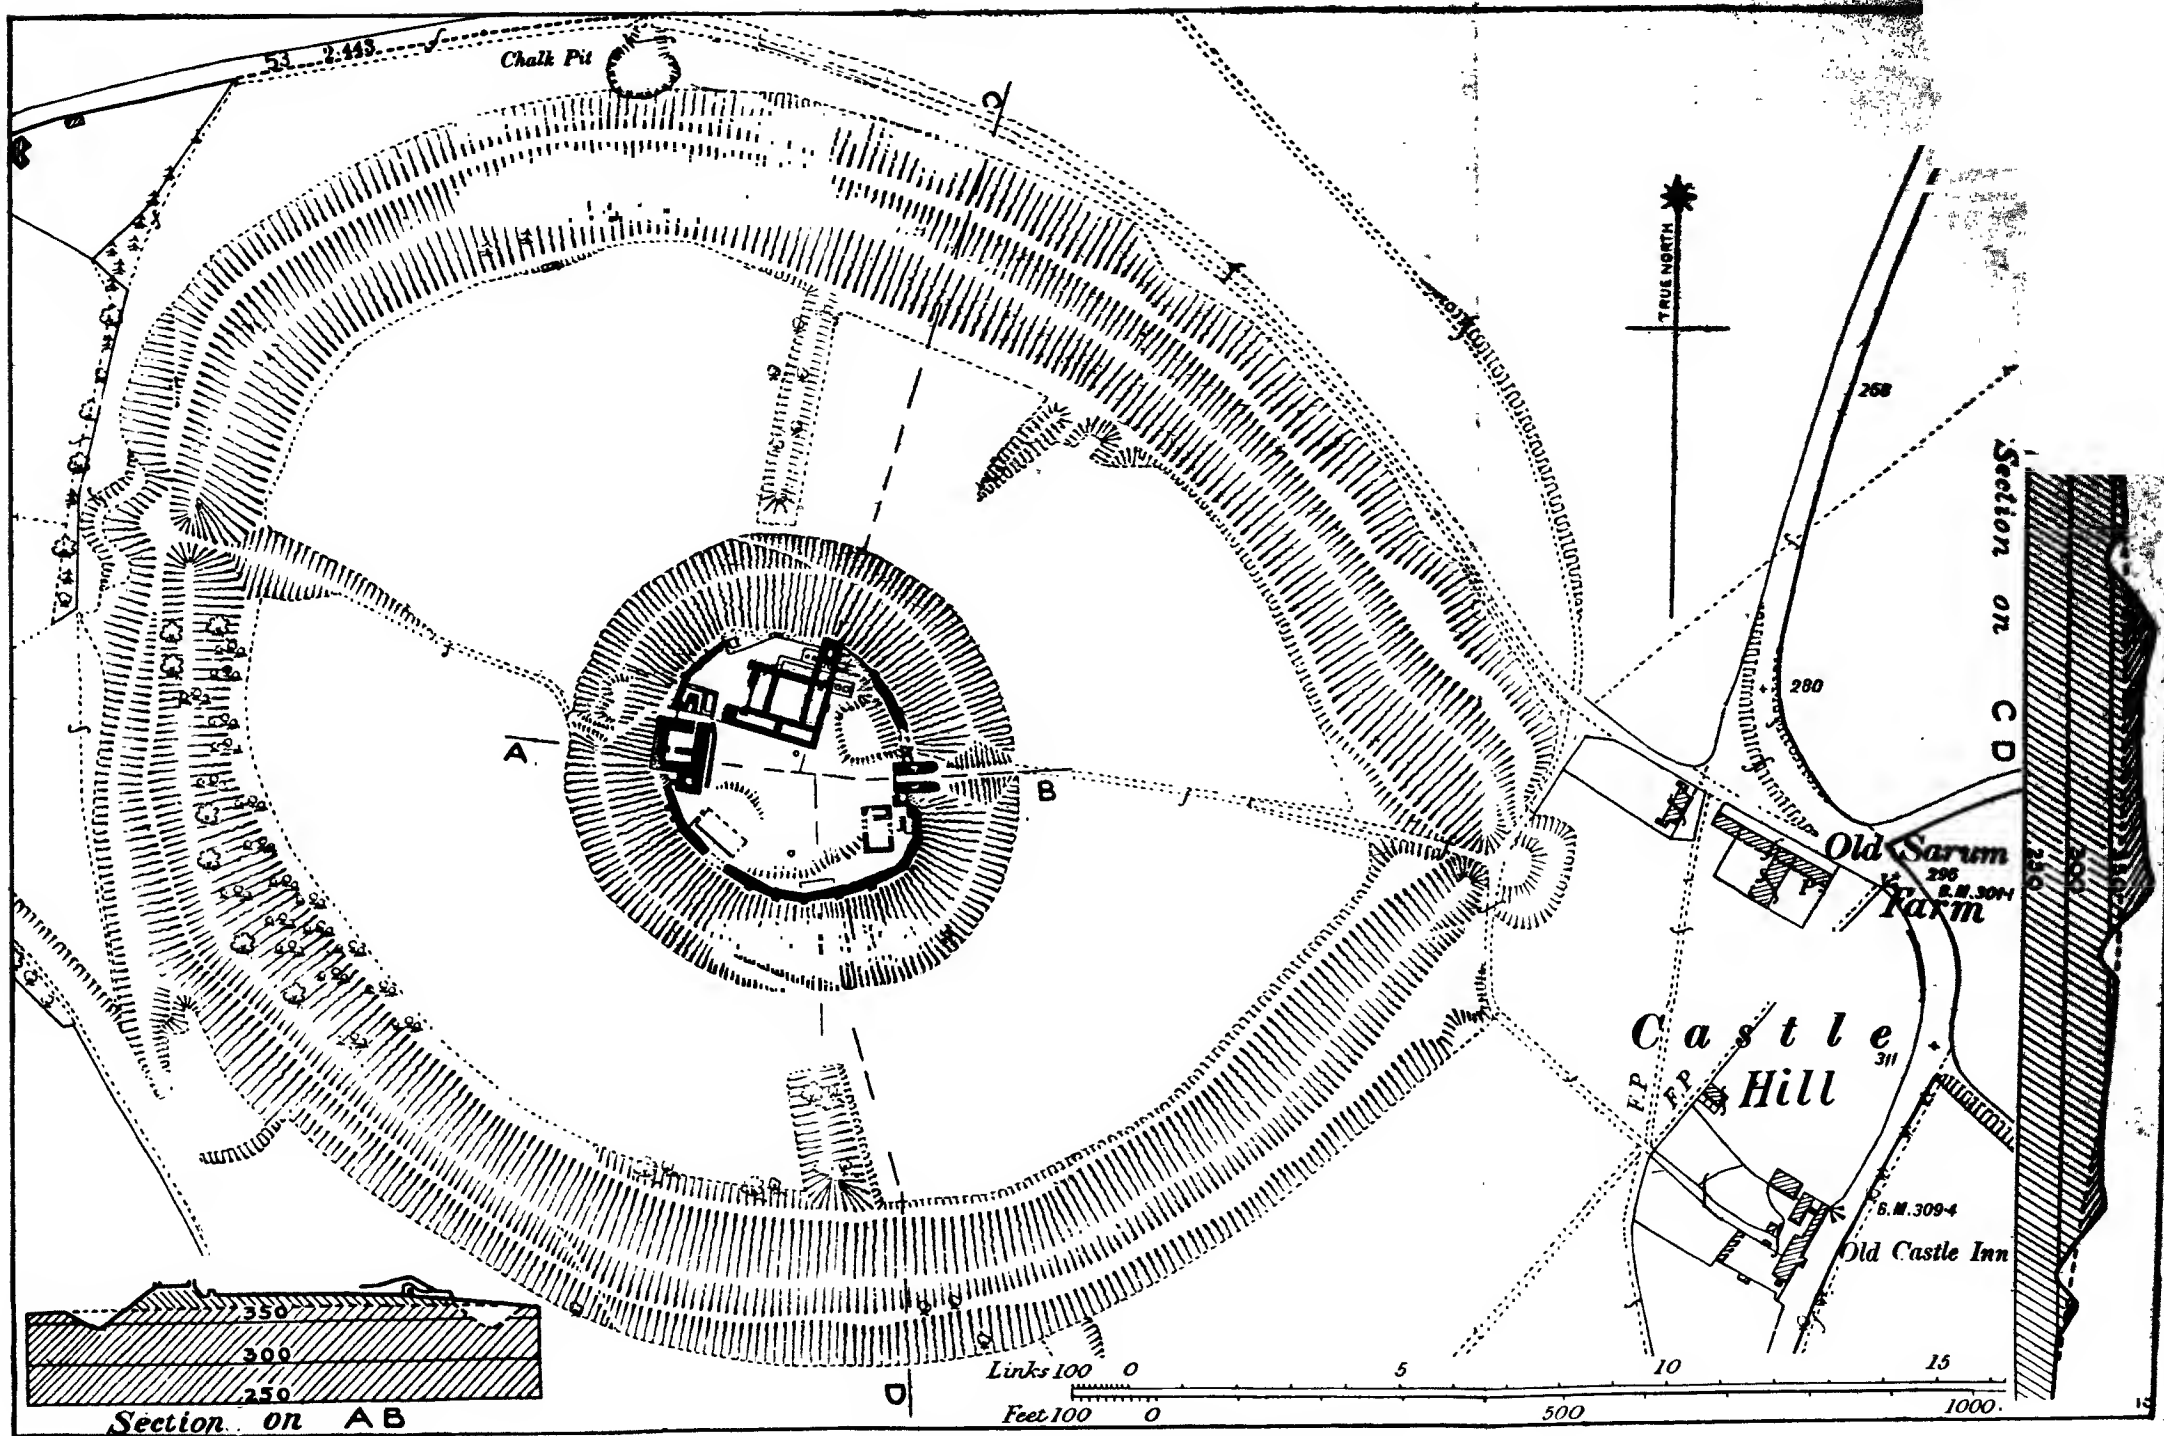 53 2·443
Chalk Pit
C
TRUE NORTH
268
280
Section on C D
A
B
Old Sarum
Farm
296
B.M.301·1
P
250
300
350
Castle
Hill
311
F P
F P
B.M.309·4
Old Castle Inn
350
300
250
Section on A B
D
Links 100 0 5 10 15
Feet 100 0 500 1000